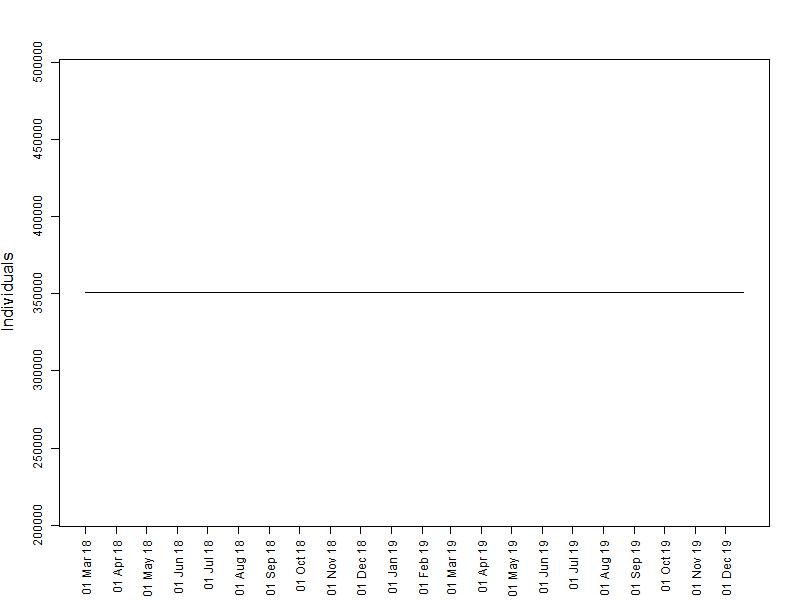 Individuals
500000
450000
400000
350000
300000
250000
200000
01 Mar 18
01 Apr 18
01 May 18
01 Jun 18
01 Jul 18
01 Aug 18
01 Sep 18
01 Oct 18
01 Nov 18
01 Dec 18
01 Jan 19
01 Feb 19
01 Mar 19
01 Apr 19
01 May 19
01 Jun 19
01 Jul 19
01 Aug 19
01 Sep 19
01 Oct 19
01 Nov 19
01 Dec 19